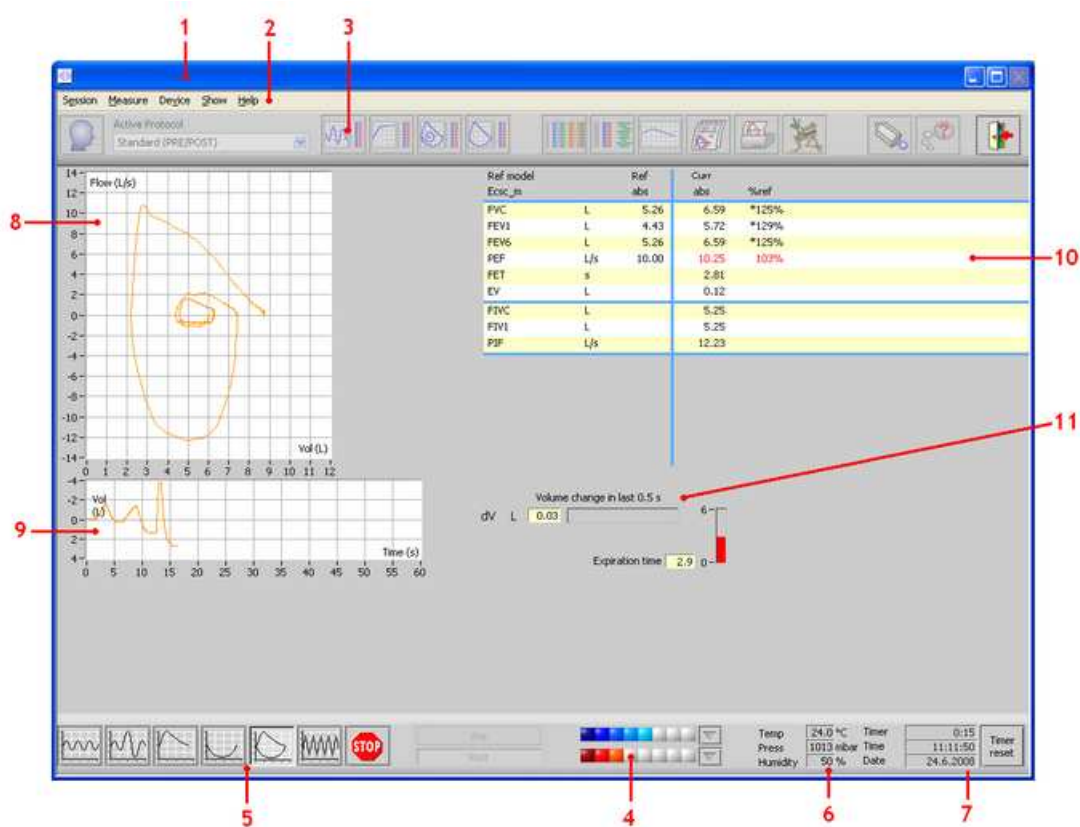 1 2 3
Session Measure Device Show Help
Active Protocol
Standard (PRE/POST)
Flow (L/s)
14
12
10
8
6
4
2
0
-2
-4
-6
-8
-10
-12
-14
Vol (L)
0 1 2 3 4 5 6 7 8 9 10 11 12
8
Ref model Ref Curr
Ecsc_m abs abs %ref
FVC L 5.26 6.59 *125%
FEV1 L 4.43 5.72 *129%
FEV6 L 5.26 6.59 *125%
PEF L/s 10.00 10.25 103%
FET s 2.81
EV L 0.12
FIVC L 5.25
FIV1 L 5.25
PIF L/s 12.23
10
11
-4
-2
0
2
4
Vol
(L)
Time (s)
0 5 10 15 20 25 30 35 40 45 50 55 60
9
Volume change in last 0.5 s
dV L 0.03
6
Expiration time 2.9 0
STOP
Temp 24.0 °C Timer 0:15
Press 1013 mbar Time 11:11:50
Humidity 50 % Date 24.6.2008
Timer
reset
5 4 6 7